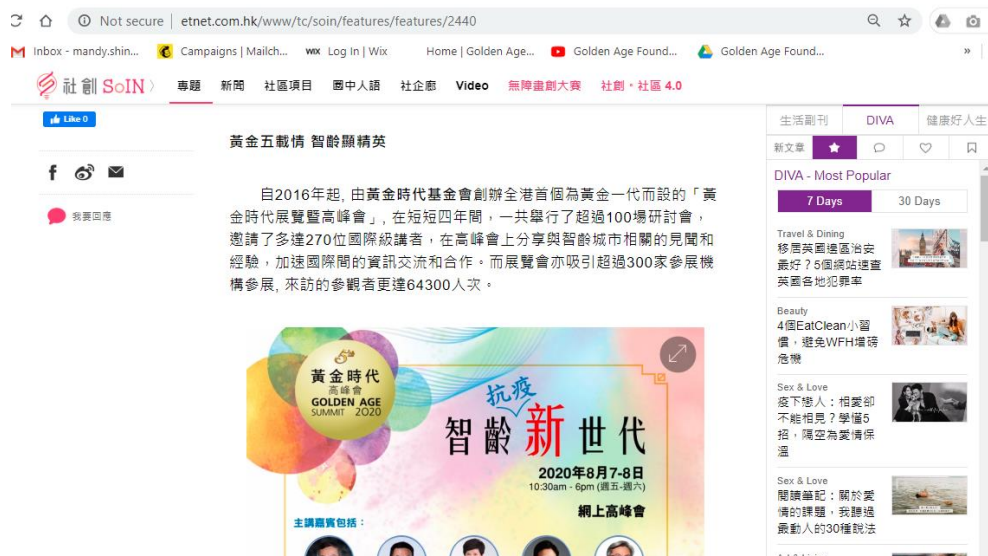 Not secure | etnet.com.hk/www/tc/soin/features/features/2440
Inbox - mandy.shin...
Campaigns | Mailch...
WIX Log In | Wix
Home | Golden Age...
Golden Age Found...
Golden Age Found...
»
社創 SoIN
專題 新聞 社區項目 圈中人語 社企廊 Video 無障畫創大賽 社創・社區 4.0
Like 0
我要回應
黃金五載情 智齡顯精英
自2016年起, 由黃金時代基金會創辦全港首個為黃金一代而設的「黃
金時代展覽暨高峰會」, 在短短四年間，一共舉行了超過100場研討會，
邀請了多達270位國際級講者，在高峰會上分享與智齡城市相關的見聞和
經驗，加速國際間的資訊交流和合作。而展覽會亦吸引超過300家參展機
構參展, 來訪的參觀者更達64300人次。
5th
黃金時代
高峰會
GOLDEN AGE
SUMMIT 2020
抗疫
智齡新世代
2020年8月7-8日
10:30am - 6pm (週五-週六)
網上高峰會
主講嘉賓包括：
生活副刊 DIVA 健康好人生
新文章
DIVA - Most Popular
7 Days 30 Days
Travel & Dining
移居英國邊區治安
最好？5個網站速查
英國各地犯罪率
Beauty
4個EatClean小習
慣，避免WFH增磅
危機
Sex & Love
疫下戀人：相愛卻
不能相見？學懂5
招，隔空為愛情保
溫
Sex & Love
閱讀筆記：關於愛
情的課題，我聽過
最動人的30種說法